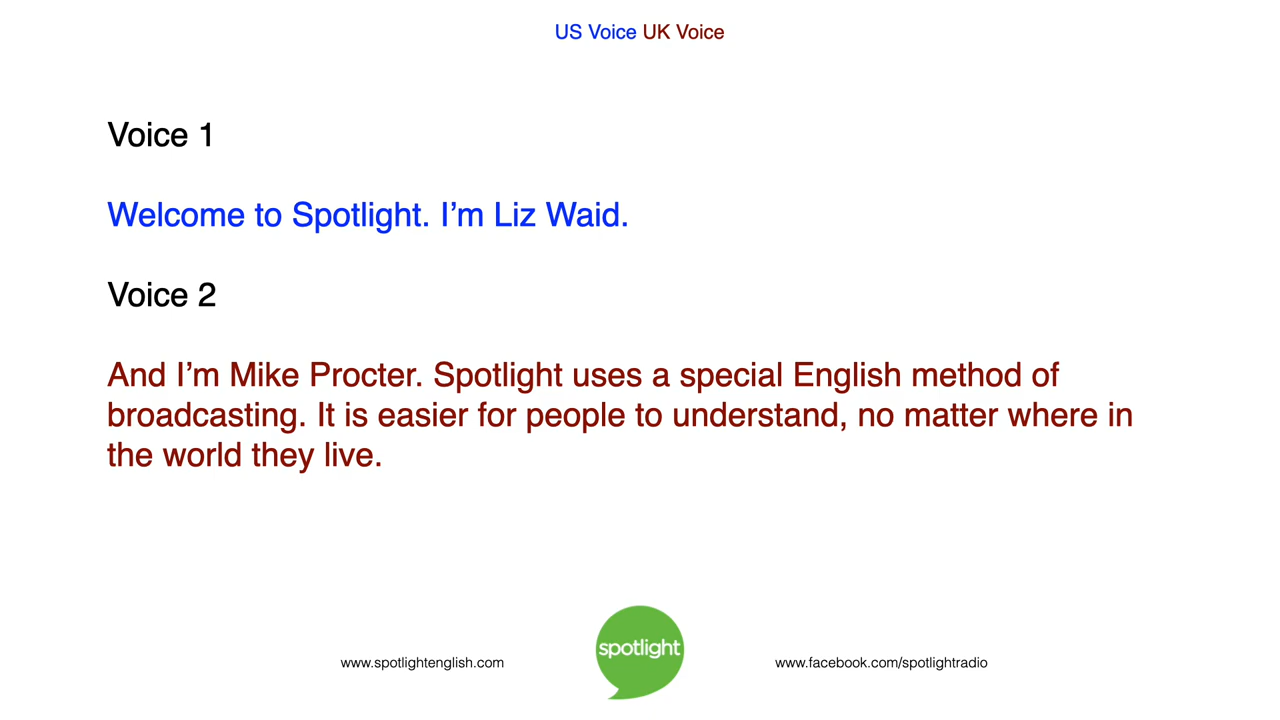 US Voice UK Voice
Voice 1
Welcome to Spotlight. I’m Liz Waid.
Voice 2
And I’m Mike Procter. Spotlight uses a special English method of
broadcasting. It is easier for people to understand, no matter where in
the world they live.
spotlight
www.spotlightenglish.com
www.facebook.com/spotlightradio